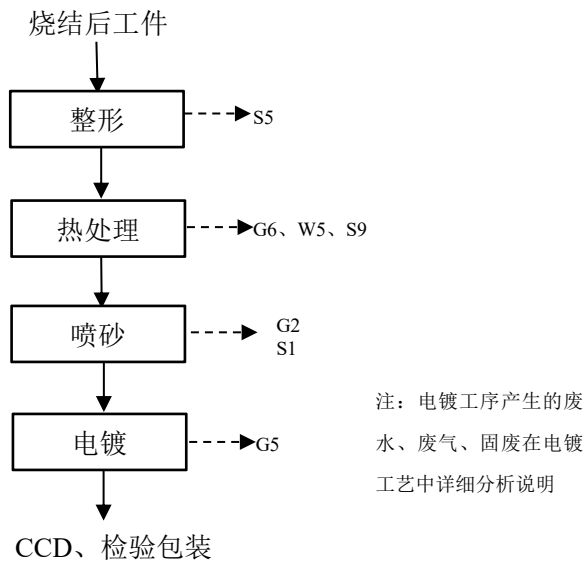 烧结后工件
整形
S5
热处理
G6、W5、S9
喷砂
G2
S1
电镀
G5
注：电镀工序产生的废
水、废气、固废在电镀
工艺中详细分析说明
CCD、检验包装